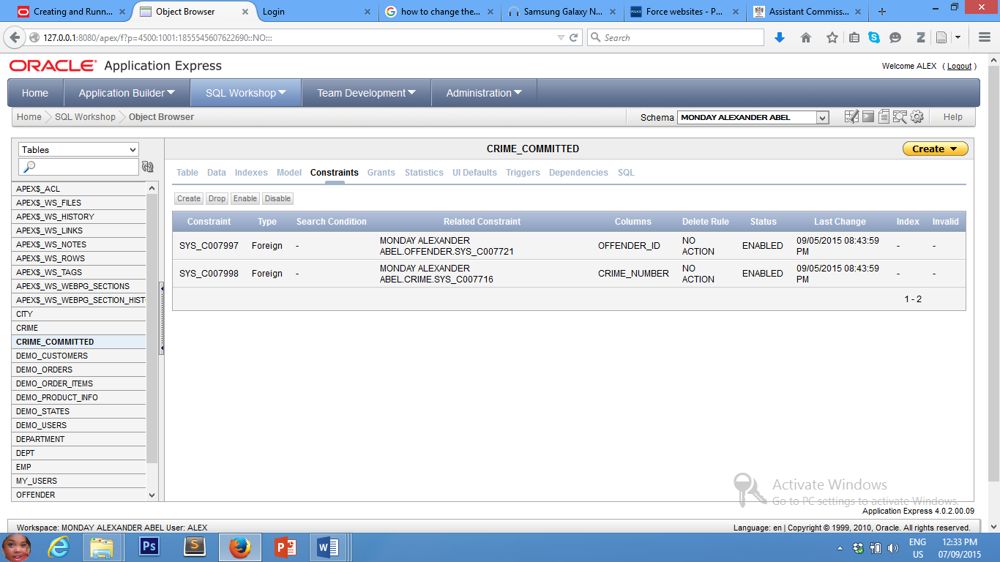 Creating and Runn...
Object Browser
Login
how to change the...
Samsung Galaxy N...
Force websites - P...
Assistant Commiss...
127.0.0.1:8080/apex/f?p=4500:1001:1855545607622690::NO:::
Search
ORACLE Application Express
Welcome ALEX ( Logout )
Home
Application Builder
SQL Workshop
Team Development
Administration
Home
SQL Workshop
Object Browser
Schema
MONDAY ALEXANDER ABEL
Help
Tables
APEX$_ACL
APEX$_WS_FILES
APEX$_WS_HISTORY
APEX$_WS_LINKS
APEX$_WS_NOTES
APEX$_WS_ROWS
APEX$_WS_TAGS
APEX$_WS_WEBPG_SECTIONS
APEX$_WS_WEBPG_SECTION_HIST
CITY
CRIME
CRIME_COMMITTED
DEMO_CUSTOMERS
DEMO_ORDERS
DEMO_ORDER_ITEMS
DEMO_PRODUCT_INFO
DEMO_STATES
DEMO_USERS
DEPARTMENT
DEPT
EMP
MY_USERS
OFFENDER
CRIME_COMMITTED
Create
Table Data Indexes Model Constraints Grants Statistics UI Defaults Triggers Dependencies SQL
Create Drop Enable Disable
Constraint Type Search Condition Related Constraint Columns Delete Rule Status Last Change Index Invalid
SYS_C007997 Foreign - MONDAY ALEXANDER ABEL.OFFENDER.SYS_C007721 OFFENDER_ID NO ACTION ENABLED 09/05/2015 08:43:59 PM - -
SYS_C007998 Foreign - MONDAY ALEXANDER ABEL.CRIME.SYS_C007716 CRIME_NUMBER NO ACTION ENABLED 09/05/2015 08:43:59 PM - -
1 - 2
Activate Windows
Go to PC settings to activate Windows.
Application Express 4.0.2.00.09
Workspace: MONDAY ALEXANDER ABEL User: ALEX
Language: en | Copyright © 1999, 2010, Oracle. All rights reserved.
Ps
S
P
W
ENG
US
12:33 PM
07/09/2015